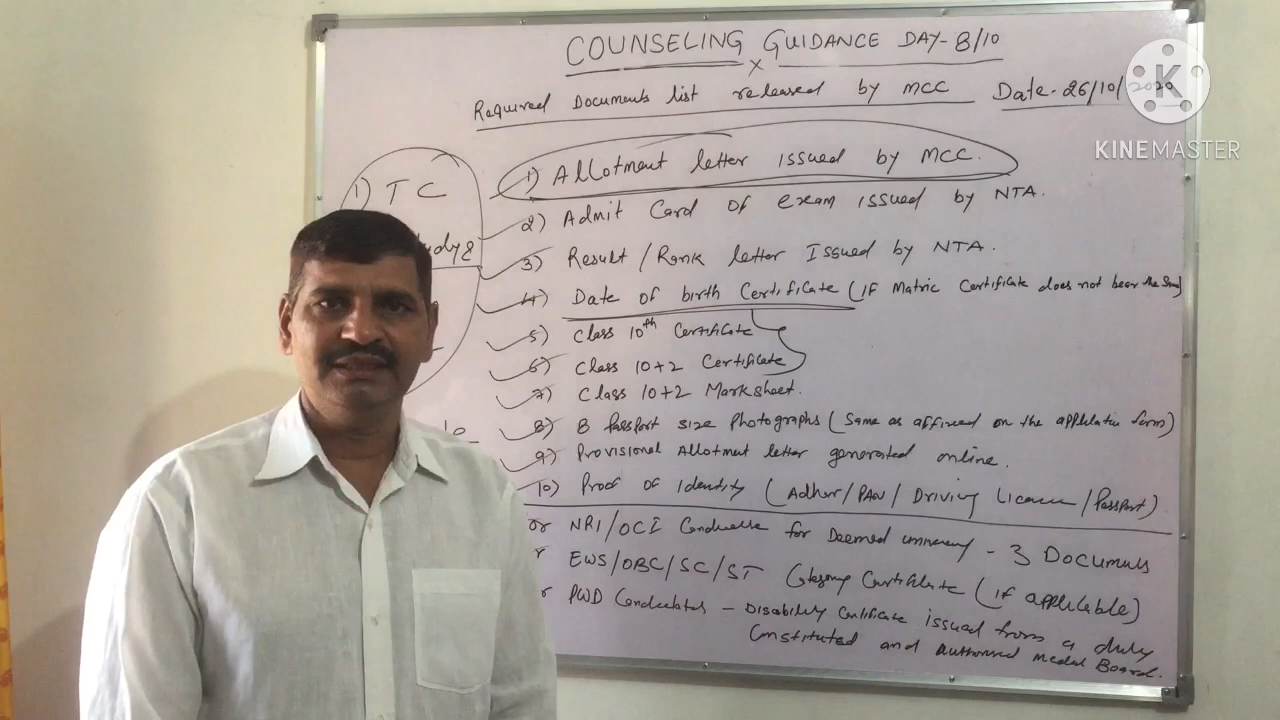 COUNSELING GUIDANCE DAY-8/10
x
Required Documents list released by MCC Date-26/10/2020
K
KINEMASTER
1) TC
1) Allotment letter issued by MCC.
2) Admit Card of exam issued by NTA.
3) Result/Rank letter Issued by NTA.
4) Date of birth Certificate (IF Matric Certificate does not bear the Same)
5) Class 10th Certificate
6) Class 10+2 Certificate
7) Class 10+2 Marksheet.
8) 8 Passport size Photographs (Same as affixed on the application form)
9) Provisional Allotment letter generated online.
10) Proof of Identity (Adhar/PAN/Driving Licence/Passport)
or NRI/OCI Candidate for Deemed university - 3 Documents
r EWS/OBC/SC/ST Category Certificate (if applicable)
or PWD Candidates - Disability Certificate issued from a duly
Constituted and Authorised Medical Board.